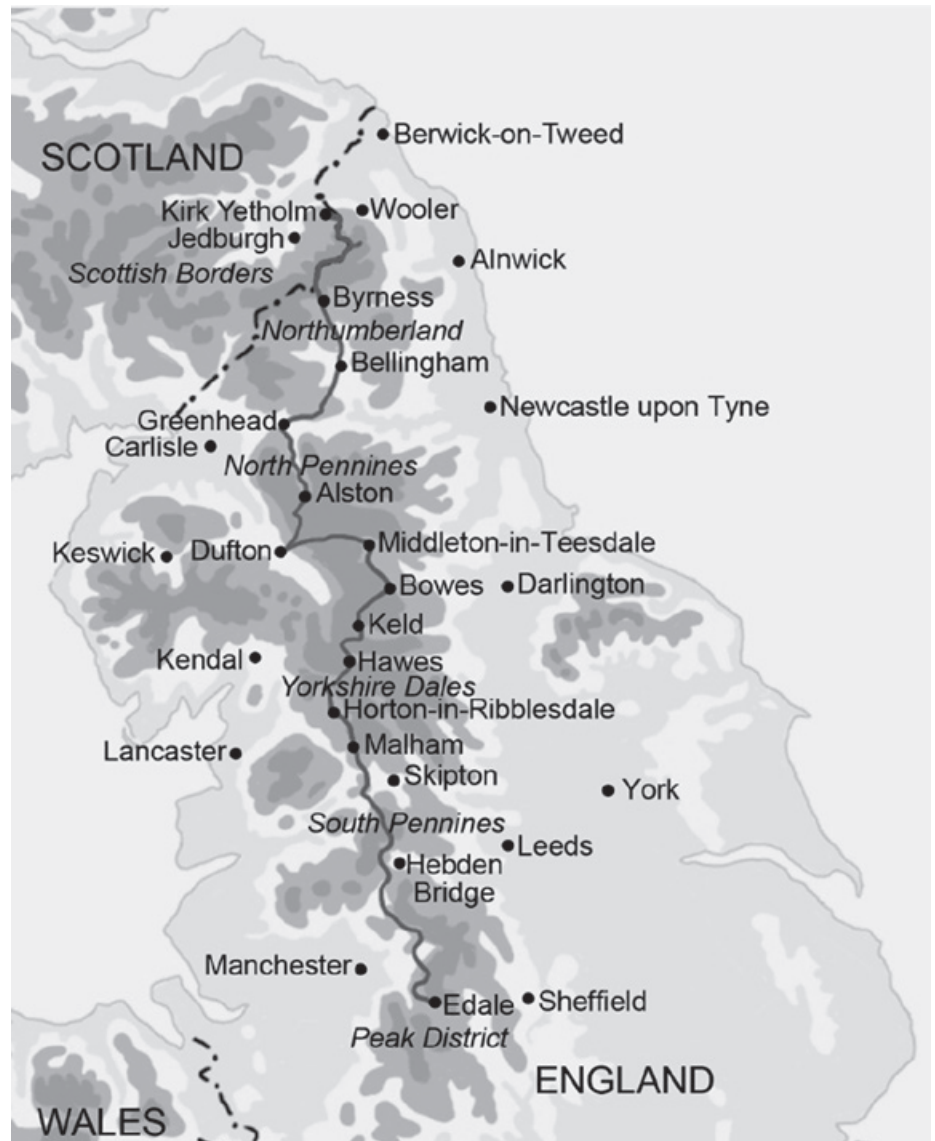 Berwick-on-Tweed
SCOTLAND
Kirk Yetholm
Wooler
Jedburgh
Alnwick
Scottish Borders
Byrness
Northumberland
Bellingham
Newcastle upon Tyne
Greenhead
Carlisle
North Pennines
Alston
Middleton-in-Teesdale
Keswick
Dufton
Bowes
Darlington
Keld
Kendal
Hawes
Yorkshire Dales
Horton-in-Ribblesdale
Malham
Lancaster
Skipton
York
South Pennines
Leeds
Hebden
Bridge
Manchester
Edale
Sheffield
Peak District
ENGLAND
WALES